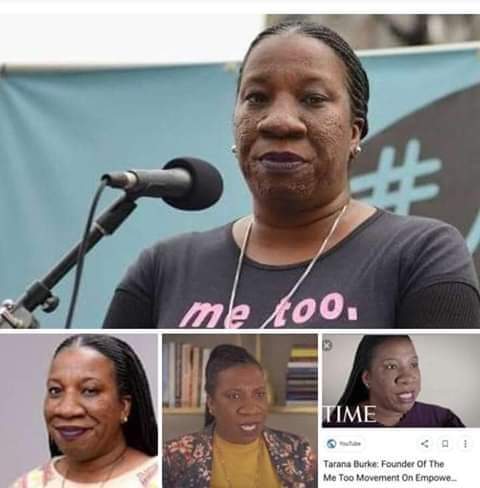 #
me too.
TIME
YouTube
Tarana Burke: Founder Of The
Me Too Movement On Empowe...